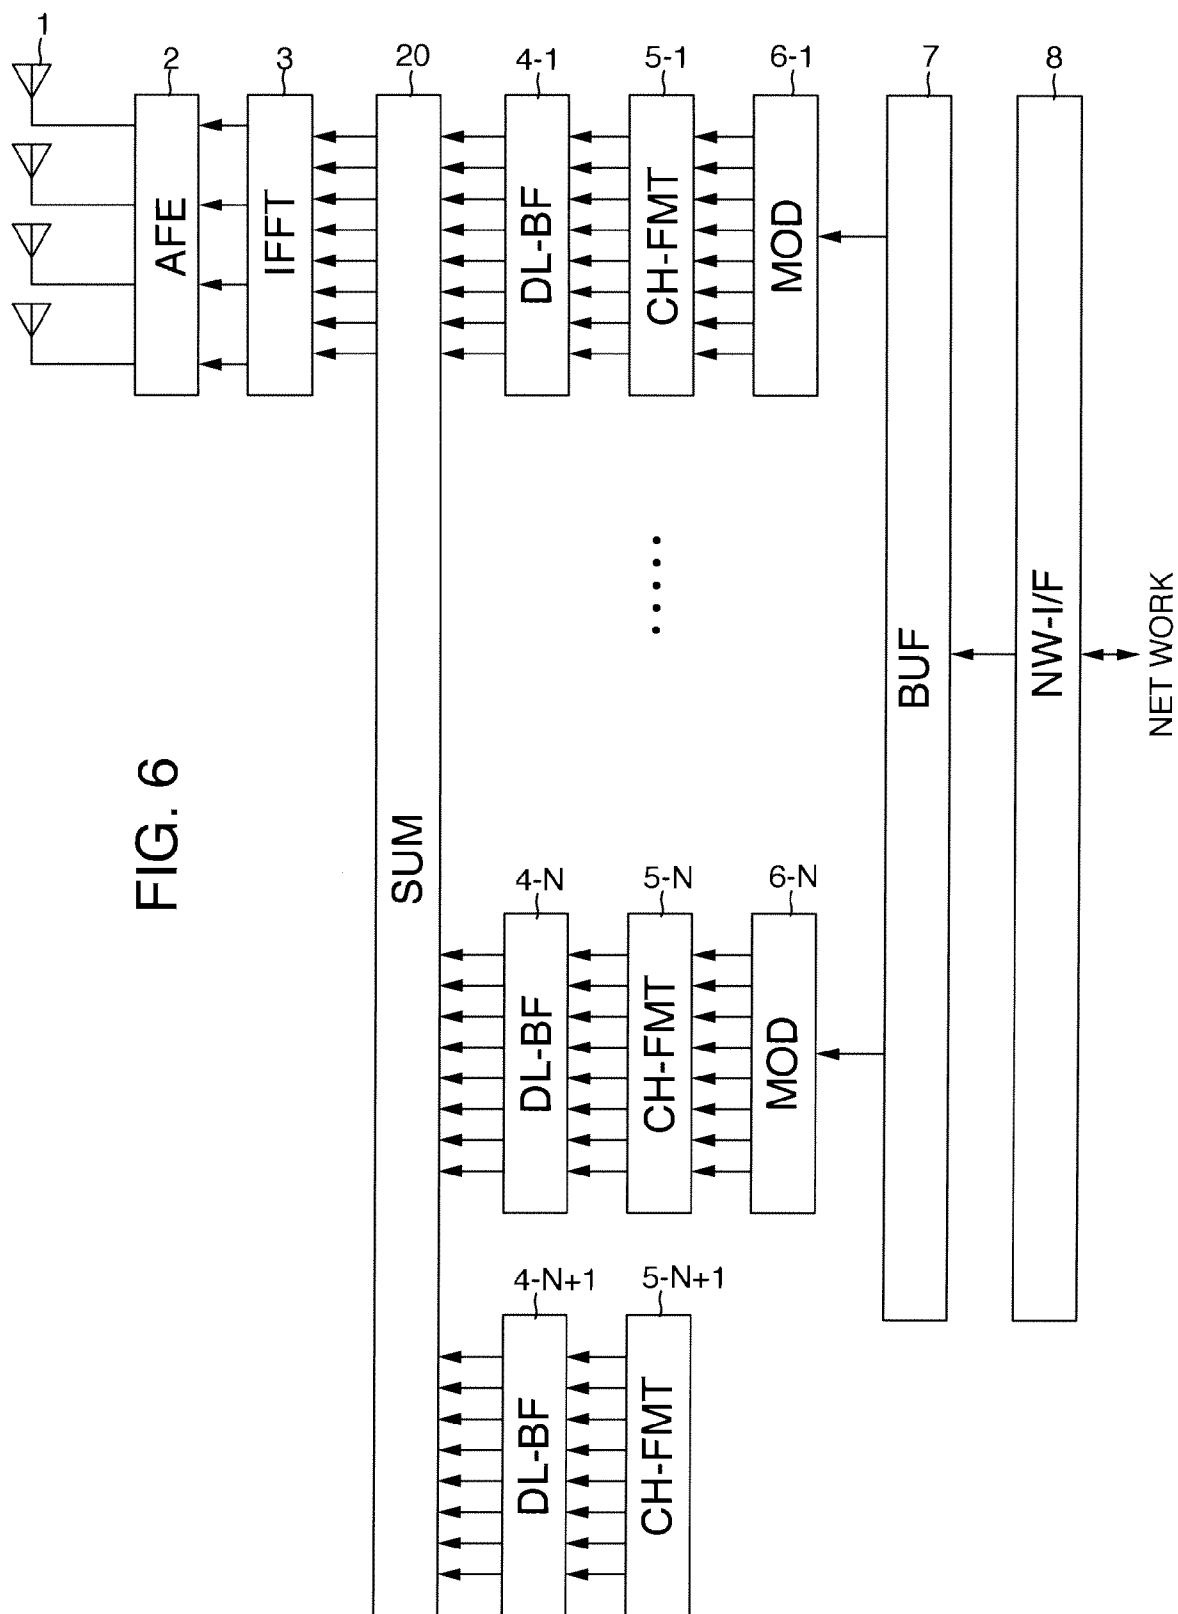 FIG. 6
1
2
3
20
4-1
5-1
6-1
7
8
AFE
IFFT
SUM
DL-BF
CH-FMT
MOD
BUF
NW-I/F
NET WORK
4-N
5-N
6-N
DL-BF
CH-FMT
MOD
4-N+1
5-N+1
DL-BF
CH-FMT